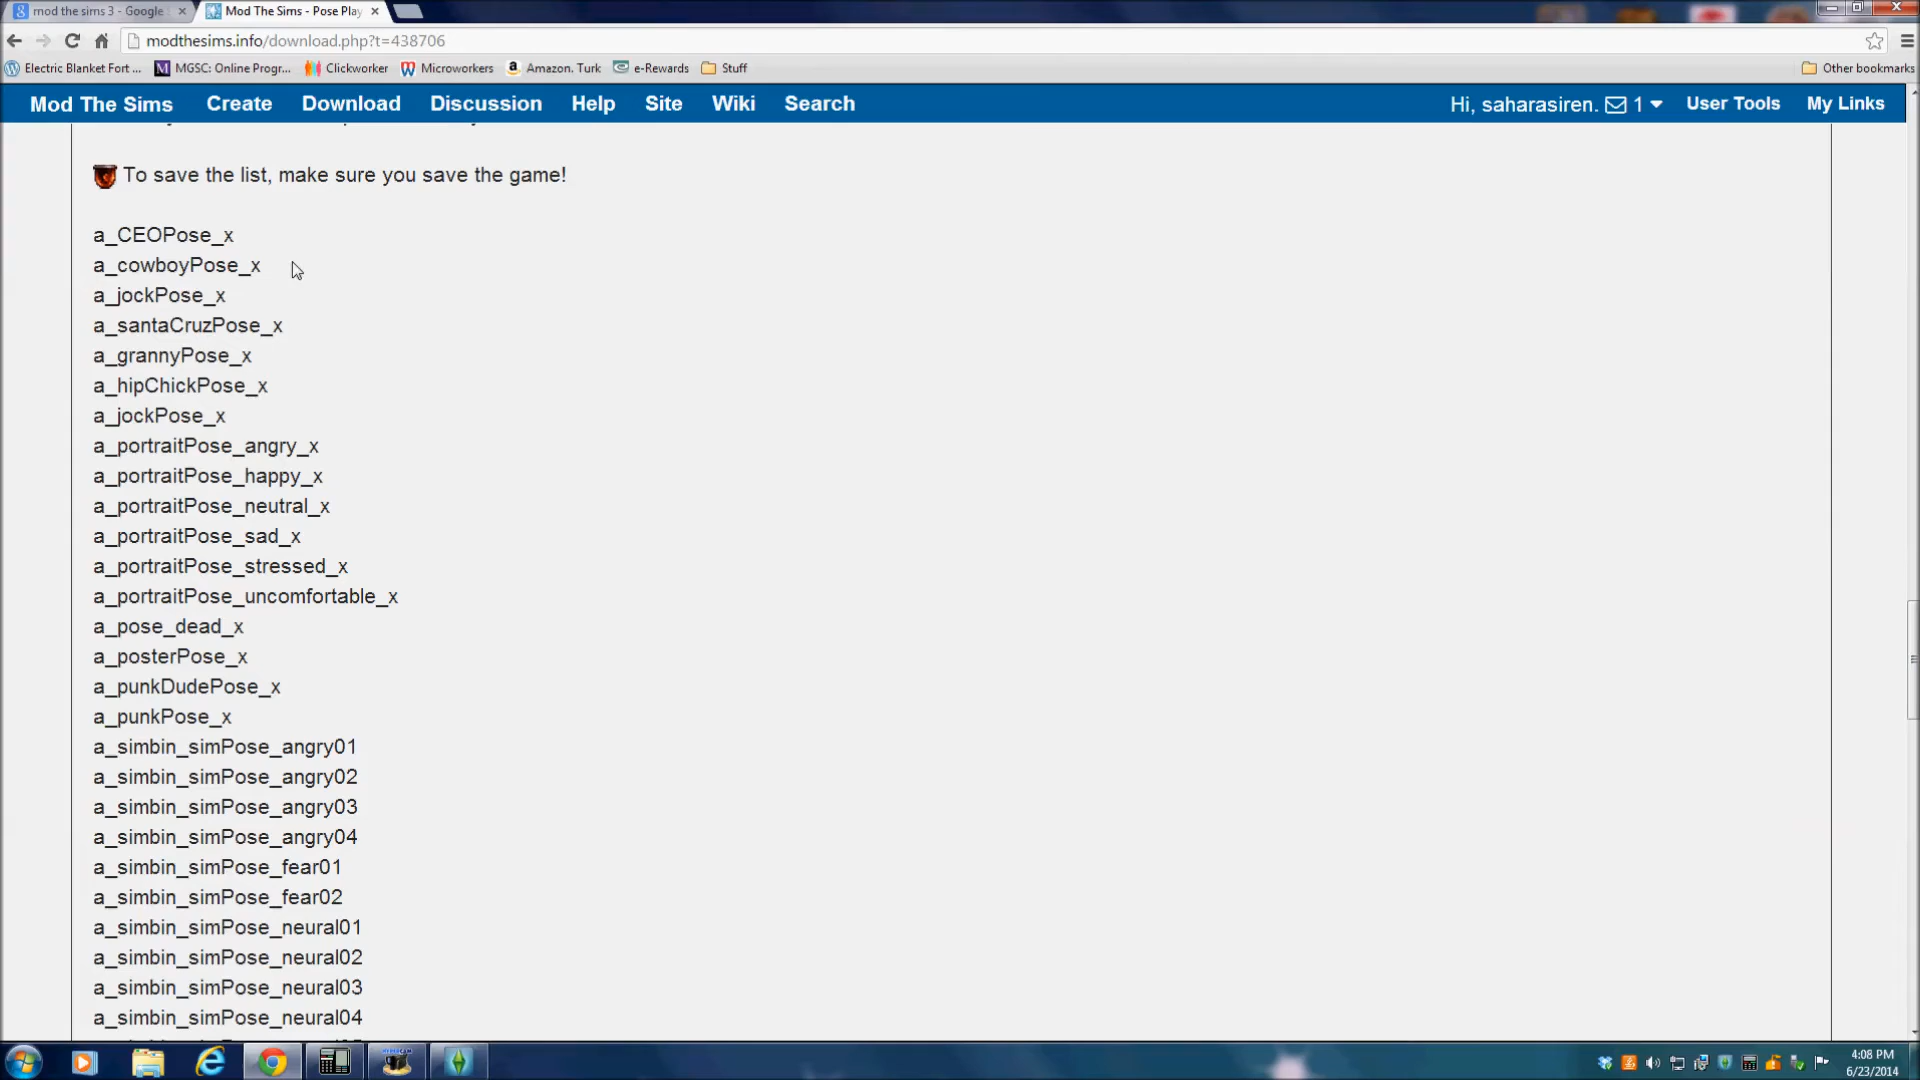 mod the sims 3 - Google
Mod The Sims - Pose Play
modthesims.info/download.php?t=438706
Electric Blanket Fort ...
MGSC: Online Progr...
Clickworker
Microworkers
Amazon. Turk
e-Rewards
Stuff
Other bookmarks
Mod The Sims Create Download Discussion Help Site Wiki Search
Hi, saharasiren. 1 User Tools My Links
To save the list, make sure you save the game!
a_CEOPose_x
a_cowboyPose_x
a_jockPose_x
a_santaCruzPose_x
a_grannyPose_x
a_hipChickPose_x
a_jockPose_x
a_portraitPose_angry_x
a_portraitPose_happy_x
a_portraitPose_neutral_x
a_portraitPose_sad_x
a_portraitPose_stressed_x
a_portraitPose_uncomfortable_x
a_pose_dead_x
a_posterPose_x
a_punkDudePose_x
a_punkPose_x
a_simbin_simPose_angry01
a_simbin_simPose_angry02
a_simbin_simPose_angry03
a_simbin_simPose_angry04
a_simbin_simPose_fear01
a_simbin_simPose_fear02
a_simbin_simPose_neural01
a_simbin_simPose_neural02
a_simbin_simPose_neural03
a_simbin_simPose_neural04
4:08 PM
6/23/2014